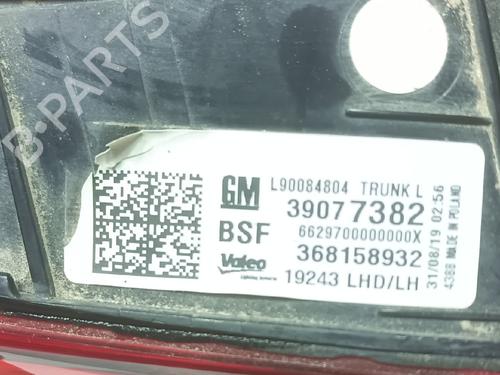 B-PARTS
GM L90084804 TRUNK L
39077382
BSF 6629700000000X
368158932
Valeo 19243 LHD/LH
31/08/19 02:56
4388 MADE IN POLAND